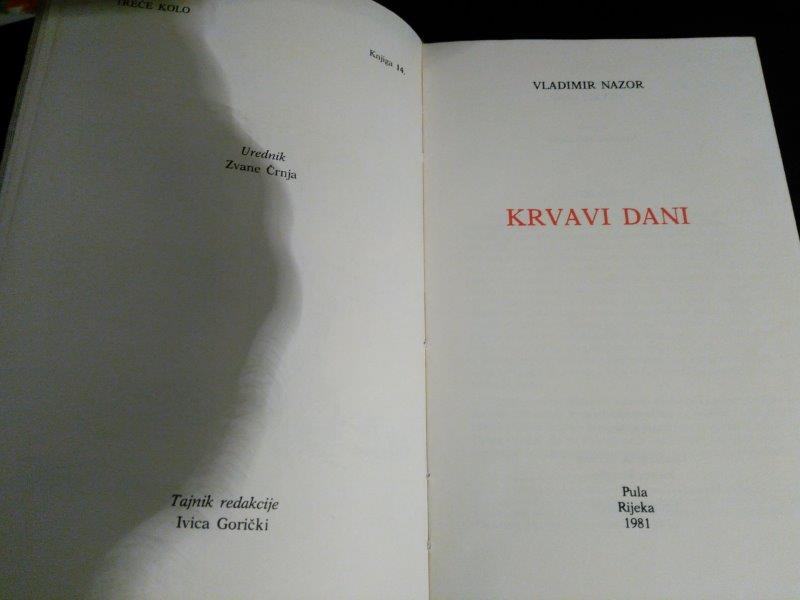 TREĆE KOLO
Knjiga 14.
Urednik
Zvane Črnja
Tajnik redakcije
Ivica Gorički
VLADIMIR NAZOR
KRVAVI DANI
Pula
Rijeka
1981